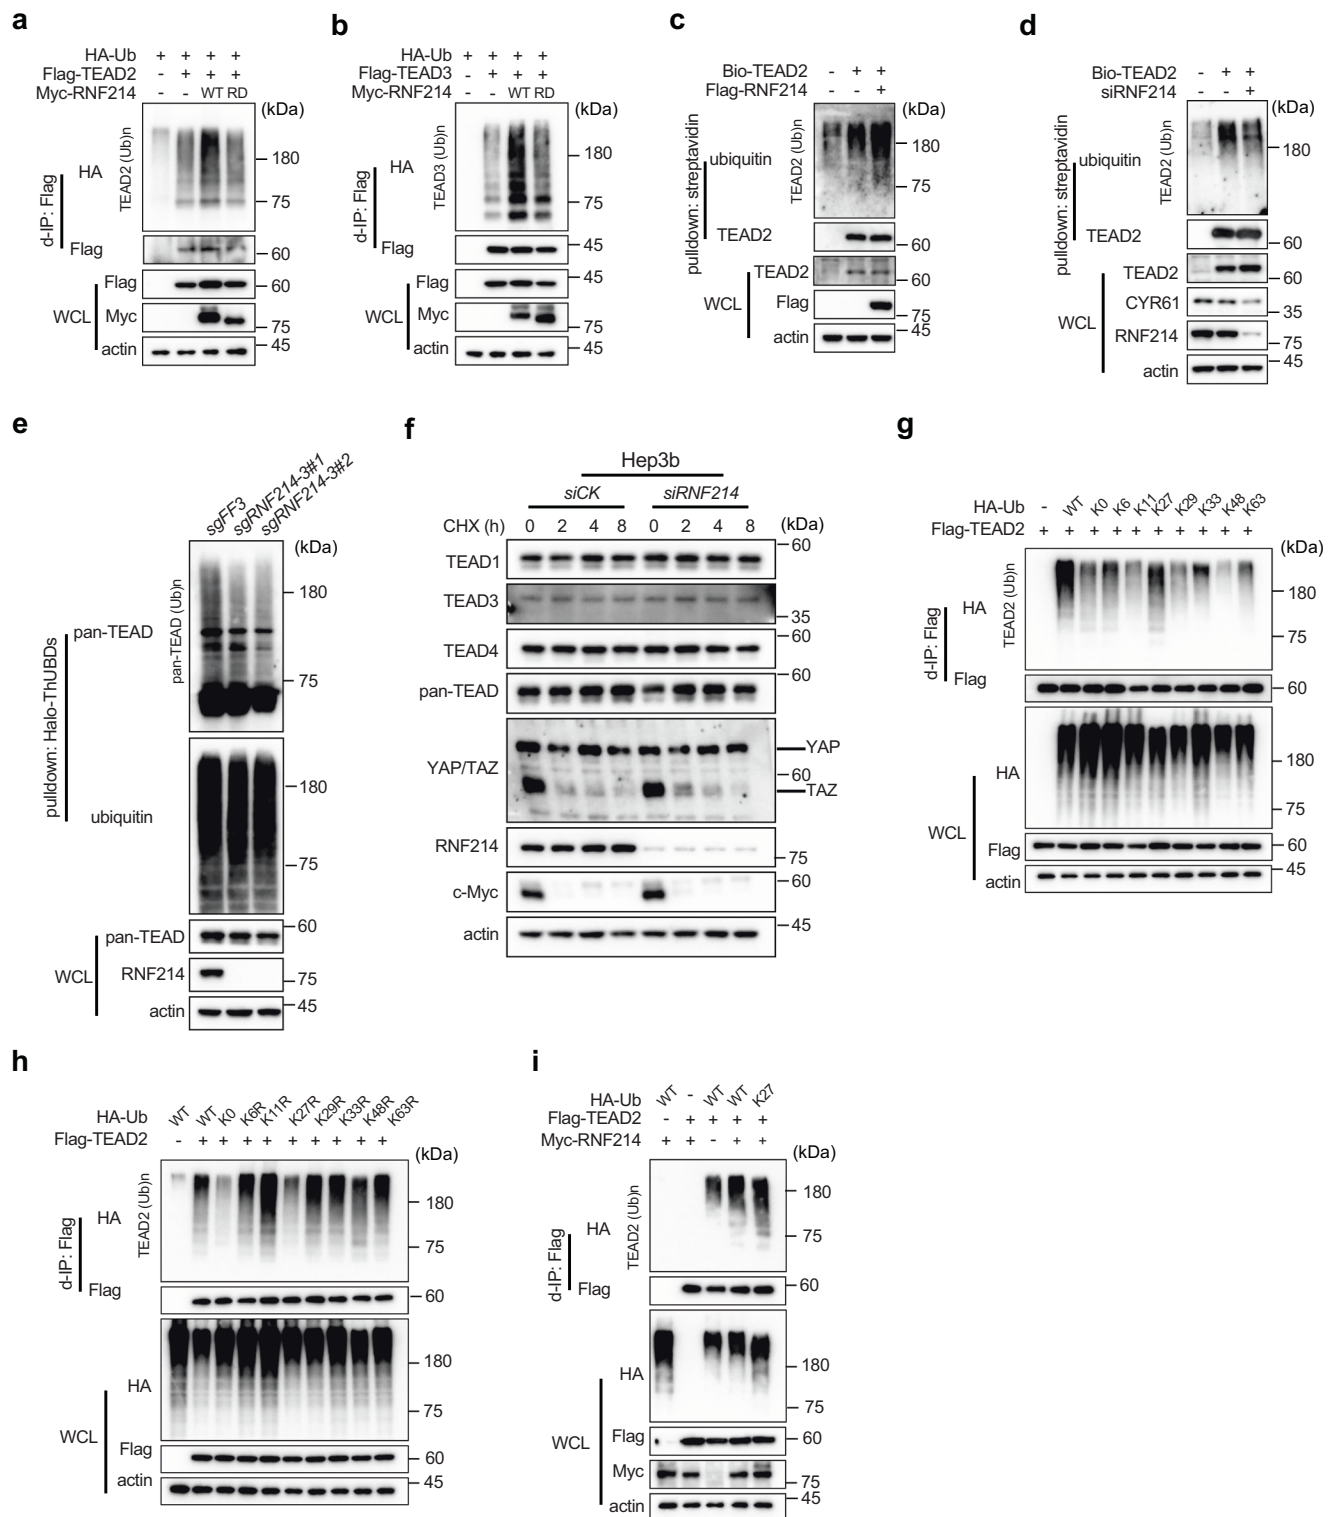 a
HA-Ub + + + +
Flag-TEAD2 - + + +
Myc-RNF214 - - WT RD
(kDa)
d-IP: Flag
HA
TEAD2 (Ub)n
180
75
Flag
60
WCL
Flag
60
Myc
75
actin
45
b
HA-Ub + + + +
Flag-TEAD3 - + + +
Myc-RNF214 - - WT RD
(kDa)
d-IP: Flag
HA
TEAD3 (Ub)n
180
75
Flag
45
WCL
Flag
45
Myc
75
actin
45
c
Bio-TEAD2 - + +
Flag-RNF214 - - +
(kDa)
pulldown: streptavidin
ubiquitin
TEAD2 (Ub)n
180
75
TEAD2
60
WCL
TEAD2
60
Flag
75
actin
45
d
Bio-TEAD2 - + +
siRNF214 - - +
(kDa)
pulldown: streptavidin
ubiquitin
TEAD2 (Ub)n
180
TEAD2
60
WCL
TEAD2
60
CYR61
35
RNF214
75
actin
45
e
sgFF3
sgRNF214-3#1
sgRNF214-3#2
(kDa)
pulldown: Halo-ThUBDs
pan-TEAD
pan-TEAD (Ub)n
180
75
ubiquitin
180
75
WCL
pan-TEAD
60
RNF214
75
actin
45
f
Hep3b
siCK siRNF214
CHX (h) 0 2 4 8 0 2 4 8
(kDa)
TEAD1
60
TEAD3
35
TEAD4
60
pan-TEAD
60
YAP/TAZ
YAP
60
TAZ
RNF214
75
c-Myc
60
actin
45
g
HA-Ub - WT K0 K6 K11 K27 K29 K33 K48 K63
Flag-TEAD2 + + + + + + + + + +
(kDa)
d-IP: Flag
HA
TEAD2 (Ub)n
180
75
Flag
60
WCL
HA
180
75
Flag
60
actin
45
h
HA-Ub WT WT K0 K6R K11R K27R K29R K33R K48R K63R
Flag-TEAD2 - + + + + + + + + +
(kDa)
d-IP: Flag
HA
TEAD2 (Ub)n
180
75
Flag
60
WCL
HA
180
75
Flag
60
actin
45
i
HA-Ub WT - WT WT K27
Flag-TEAD2 - + + + +
Myc-RNF214 + + - + +
(kDa)
d-IP: Flag
HA
TEAD2 (Ub)n
180
75
Flag
60
WCL
HA
180
75
Flag
60
Myc
75
actin
45